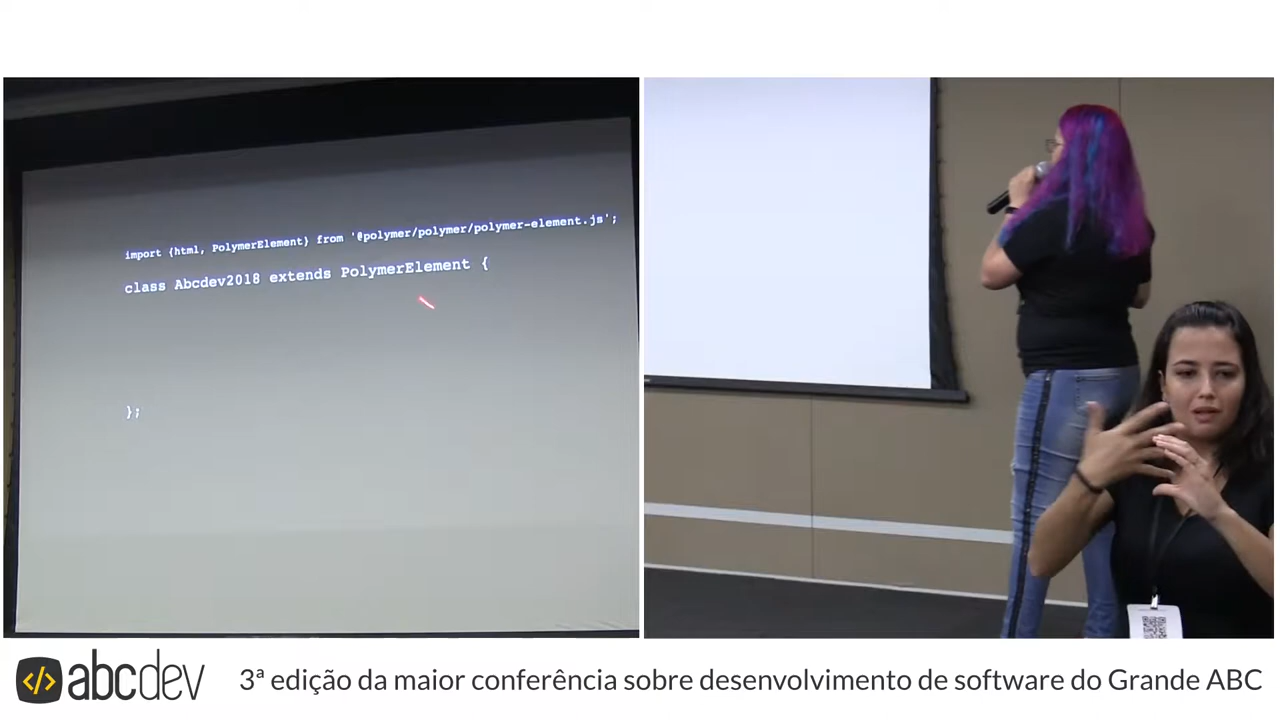 import {html, PolymerElement} from '@polymer/polymer/polymer-element.js';
class Abcdev2018 extends PolymerElement {
};
</> abcdev
3ª edição da maior conferência sobre desenvolvimento de software do Grande ABC